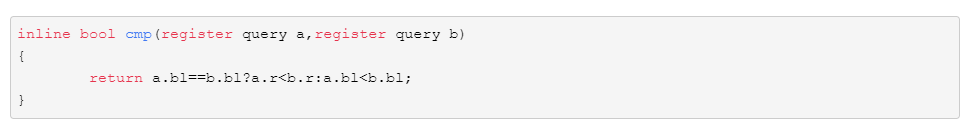 inline bool cmp(register query a,register query b)
{
        return a.bl==b.bl?a.r<b.r:a.bl<b.bl;
}